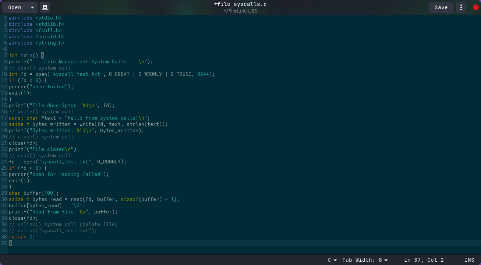 Open
*file_syscalls.c
~/Protico_OS
Save
1 #include <stdio.h>
2 #include <stdlib.h>
3 #include <fcntl.h>
4 #include <unistd.h>
5 #include <string.h>
6
7 int main() {
8 printf(" File Management System Calls \n");
9 // open() system call
10 int fd = open("syscall_test.txt", O_CREAT | O_WRONLY | O_TRUNC, 0644);
11 if (fd < 0) {
12 perror("open failed");
13 exit(1);
14 }
15 printf("File descriptor: %d\n", fd);
16 // write() system call
17 const char *text = "Hello from system calls!\n";
18 ssize_t bytes_written = write(fd, text, strlen(text));
19 printf("Bytes written: %ld\n", bytes_written);
20 // close() system call
21 close(fd);
22 printf("File closed\n");
23 // read() system call
24 fd = open("syscall_test.txt", O_RDONLY);
25 if (fd < 0) {
26 perror("open for reading failed");
27 exit(1);
28 }
29 char buffer[100];
30 ssize_t bytes_read = read(fd, buffer, sizeof(buffer) - 1);
31 buffer[bytes_read] = '\0';
32 printf("Read from file: %s", buffer);
33 close(fd);
34 // unlink() system call (delete file)
35 // unlink("syscall_test.txt");
36 return 0;
37 }
C
Tab Width: 8
Ln 37, Col 2
INS